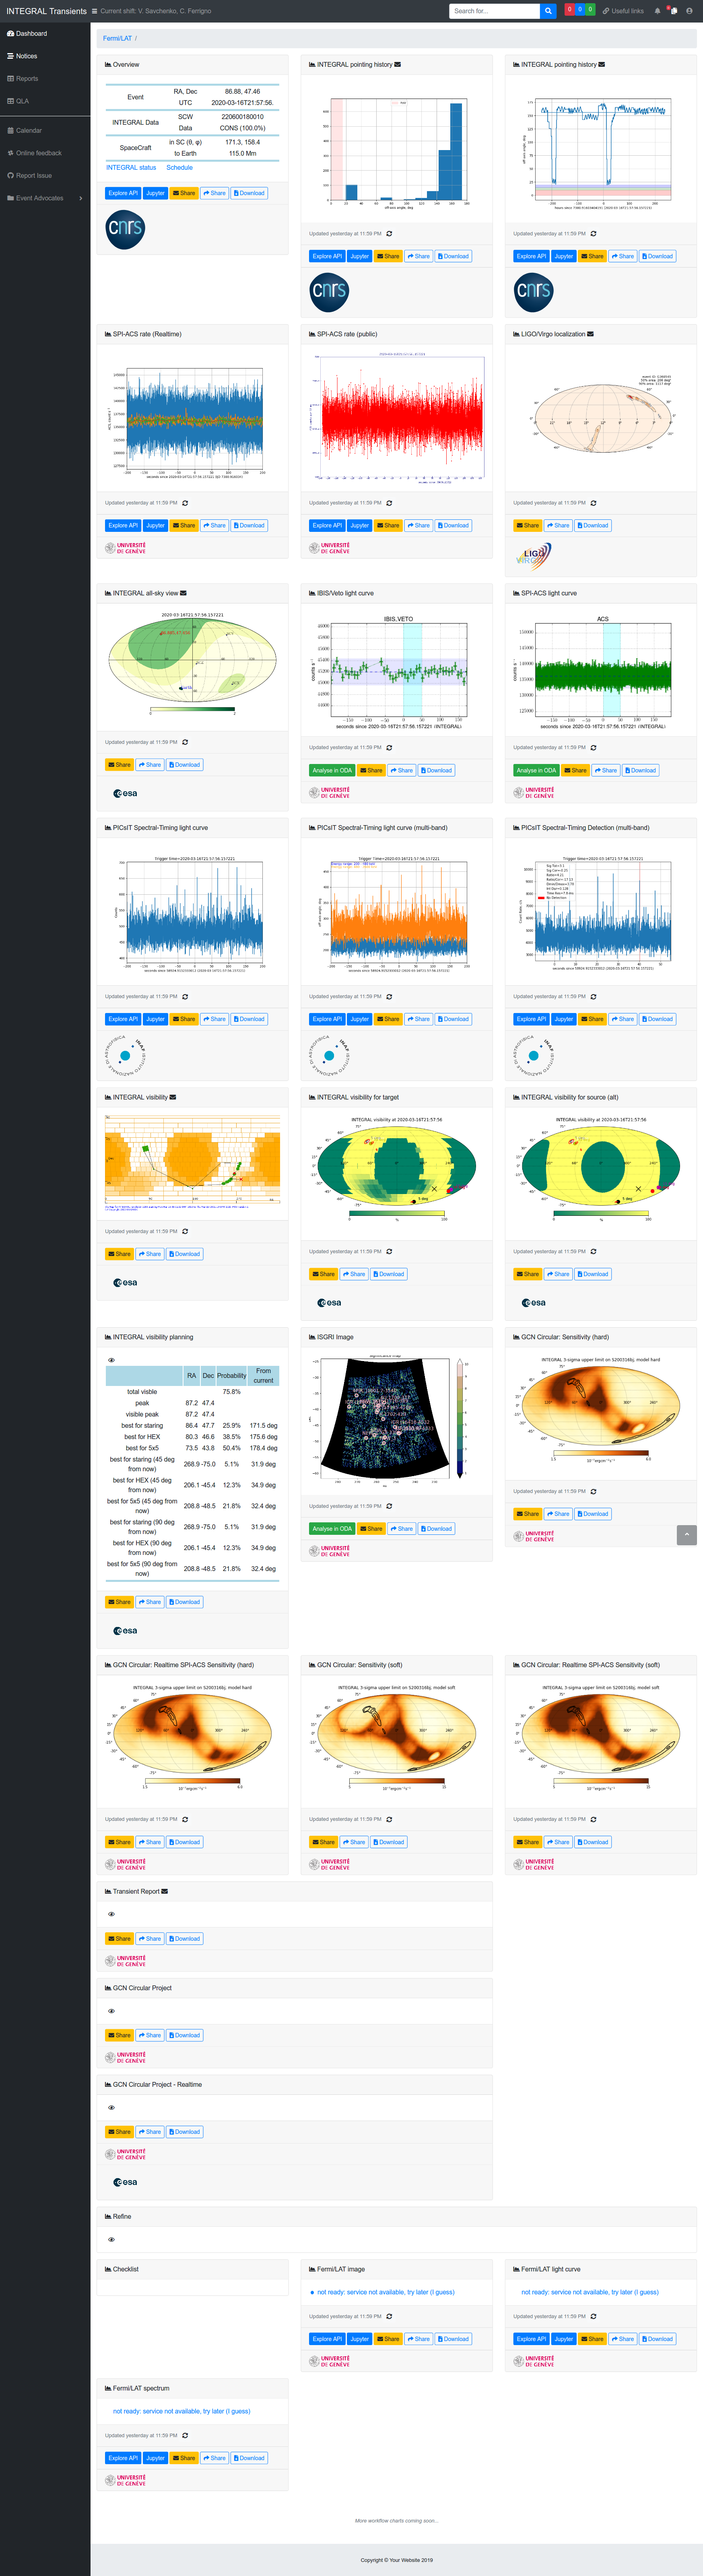 INTEGRAL Transients
Current shift: V. Savchenko, C. Ferrigno
Search for...
0 0 0
Useful links
Dashboard
Notices
Reports
QLA
Calendar
Online feedback
Report Issue
Event Advocates
Fermi/LAT /
Overview
Event
RA, Dec 86.88, 47.46
UTC 2020-03-16T21:57:56.
INTEGRAL Data
SCW 220600180010
Data CONS (100.0%)
SpaceCraft
in SC (θ, φ) 171.3, 158.4
to Earth 115.0 Mm
INTEGRAL status Schedule
Explore API Jupyter Share Share Download
cnrs
INTEGRAL pointing history
Updated yesterday at 11:59 PM
Explore API Jupyter Share Share Download
cnrs
INTEGRAL pointing history
Updated yesterday at 11:59 PM
Explore API Jupyter Share Share Download
cnrs
SPI-ACS rate (Realtime)
Updated yesterday at 11:59 PM
Explore API Jupyter Share Share Download
UNIVERSITÉ
DE GENÈVE
SPI-ACS rate (public)
Updated yesterday at 11:59 PM
Explore API Jupyter Share Share Download
UNIVERSITÉ
DE GENÈVE
LIGO/Virgo localization
Updated yesterday at 11:59 PM
Share Share Download
LIGO
VIRGO
INTEGRAL all-sky view
2020-03-16T21:57:56.157221
Updated yesterday at 11:59 PM
Share Share Download
esa
IBIS/Veto light curve
IBIS,VETO
counts s⁻¹
seconds since 2020-03-16T21:57:56.157221 (INTEGRAL)
Updated yesterday at 11:59 PM
Analyse in ODA Share Share Download
UNIVERSITÉ
DE GENÈVE
SPI-ACS light curve
ACS
counts s⁻¹
seconds since 2020-03-16T21:57:56.157221 (INTEGRAL)
Updated yesterday at 11:59 PM
Analyse in ODA Share Share Download
UNIVERSITÉ
DE GENÈVE
PICsIT Spectral-Timing light curve
Trigger time=2020-03-16T21:57:56.157221
Updated yesterday at 11:59 PM
Explore API Jupyter Share Share Download
PICsIT Spectral-Timing light curve (multi-band)
Trigger Time=2020-03-16T21:57:56.157221
Updated yesterday at 11:59 PM
Explore API Jupyter Share Share Download
PICsIT Spectral-Timing Detection (multi-band)
Trigger time=2020-03-16T21:57:56.157221
Updated yesterday at 11:59 PM
Explore API Jupyter Share Share Download
INTEGRAL visibility
Updated yesterday at 11:59 PM
Share Share Download
esa
INTEGRAL visibility for target
INTEGRAL visibility at 2020-03-16T21:57:56
Updated yesterday at 11:59 PM
Share Share Download
esa
INTEGRAL visibility for source (alt)
INTEGRAL visibility at 2020-03-16T21:57:56
Updated yesterday at 11:59 PM
Share Share Download
esa
INTEGRAL visibility planning
RA Dec Probability From current
total visble 75.8%
peak 87.2 47.4
visible peak 87.2 47.4
best for staring 86.4 47.7 25.9% 171.5 deg
best for HEX 80.3 46.6 38.5% 175.6 deg
best for 5x5 73.5 43.8 50.4% 178.4 deg
best for staring (45 deg from now) 268.9 -75.0 5.1% 31.9 deg
best for HEX (45 deg from now) 206.1 -45.4 12.3% 34.9 deg
best for 5x5 (45 deg from now) 208.8 -48.5 21.8% 32.4 deg
best for staring (90 deg from now) 268.9 -75.0 5.1% 31.9 deg
best for HEX (90 deg from now) 206.1 -45.4 12.3% 34.9 deg
best for 5x5 (90 deg from now) 208.8 -48.5 21.8% 32.4 deg
Share Share Download
esa
ISGRI Image
Updated yesterday at 11:59 PM
Analyse in ODA Share Share Download
UNIVERSITÉ
DE GENÈVE
GCN Circular: Sensitivity (hard)
INTEGRAL 3-sigma upper limit on S200316bj, model hard
Updated yesterday at 11:59 PM
Share Share Download
UNIVERSITÉ
DE GENÈVE
GCN Circular: Realtime SPI-ACS Sensitivity (hard)
INTEGRAL 3-sigma upper limit on S200316bj, model hard
Updated yesterday at 11:59 PM
Share Share Download
UNIVERSITÉ
DE GENÈVE
GCN Circular: Sensitivity (soft)
INTEGRAL 3-sigma upper limit on S200316bj, model soft
Updated yesterday at 11:59 PM
Share Share Download
UNIVERSITÉ
DE GENÈVE
GCN Circular: Realtime SPI-ACS Sensitivity (soft)
INTEGRAL 3-sigma upper limit on S200316bj, model soft
Updated yesterday at 11:59 PM
Share Share Download
UNIVERSITÉ
DE GENÈVE
Transient Report
Share Share Download
UNIVERSITÉ
DE GENÈVE
GCN Circular Project
Share Share Download
UNIVERSITÉ
DE GENÈVE
GCN Circular Project - Realtime
Share Share Download
UNIVERSITÉ
DE GENÈVE
esa
Refine
Checklist
Fermi/LAT image
not ready: service not available, try later (I guess)
Updated yesterday at 11:59 PM
Explore API Jupyter Share Share Download
UNIVERSITÉ
DE GENÈVE
Fermi/LAT light curve
not ready: service not available, try later (I guess)
Updated yesterday at 11:59 PM
Explore API Jupyter Share Share Download
UNIVERSITÉ
DE GENÈVE
Fermi/LAT spectrum
not ready: service not available, try later (I guess)
Updated yesterday at 11:59 PM
Explore API Jupyter Share Share Download
UNIVERSITÉ
DE GENÈVE
More workflow charts coming soon...
Copyright © Your Website 2019